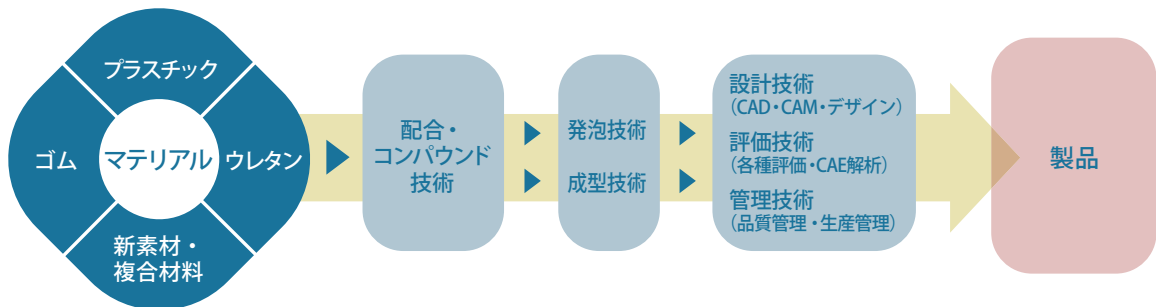 プラスチック
ゴム
マテリアル
ウレタン
新素材・
複合材料
配合・
コンパウンド
技術
発泡技術
成型技術
設計技術
（CAD・CAM・デザイン）
評価技術
（各種評価・CAE解析）
管理技術
（品質管理・生産管理）
製品